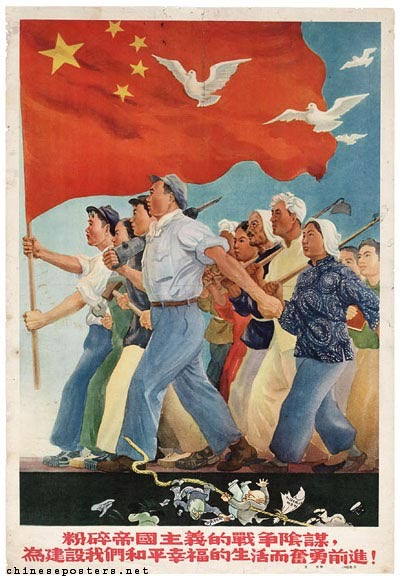 粉碎帝國主義的戰爭陰謀,
為建設我們和平幸福的生活而奮勇前進!
chineseposters.net